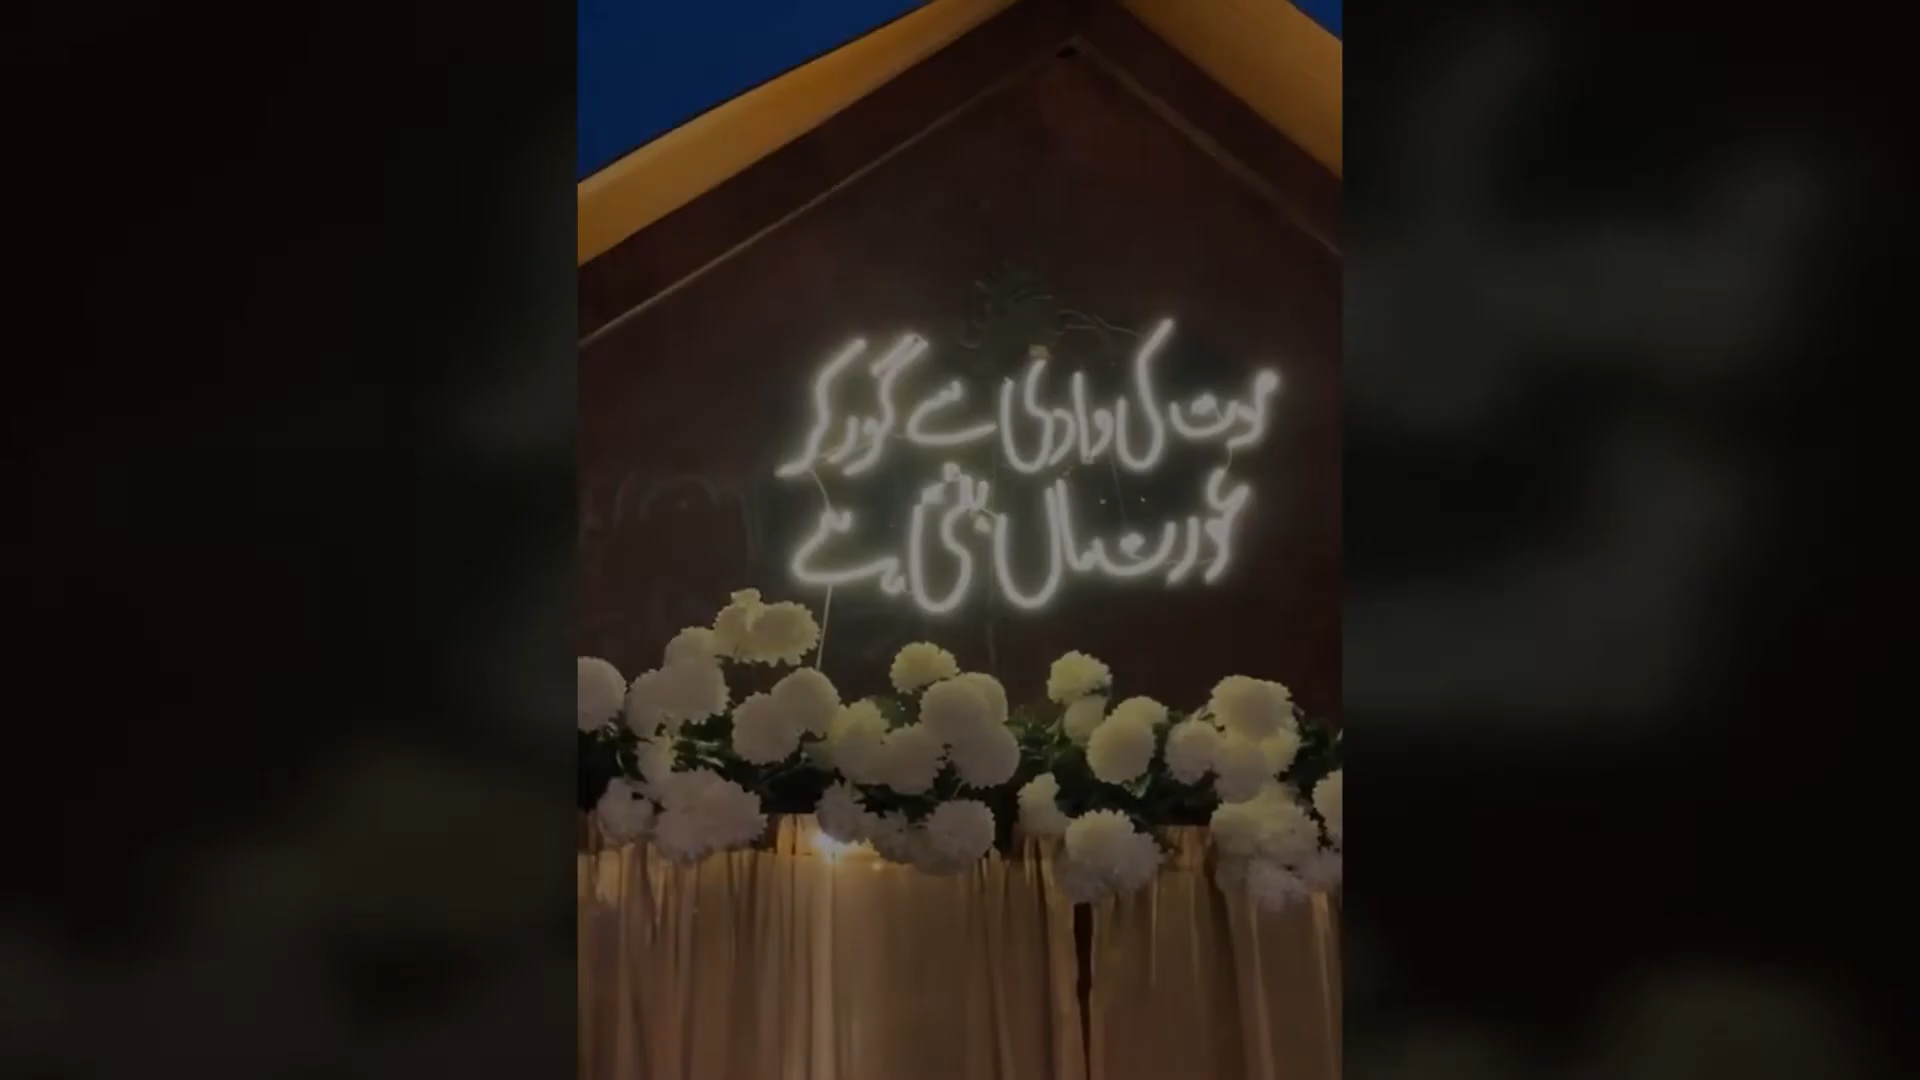 موت کی وادی سے گزر کر
عورت ماں بنتی ہے